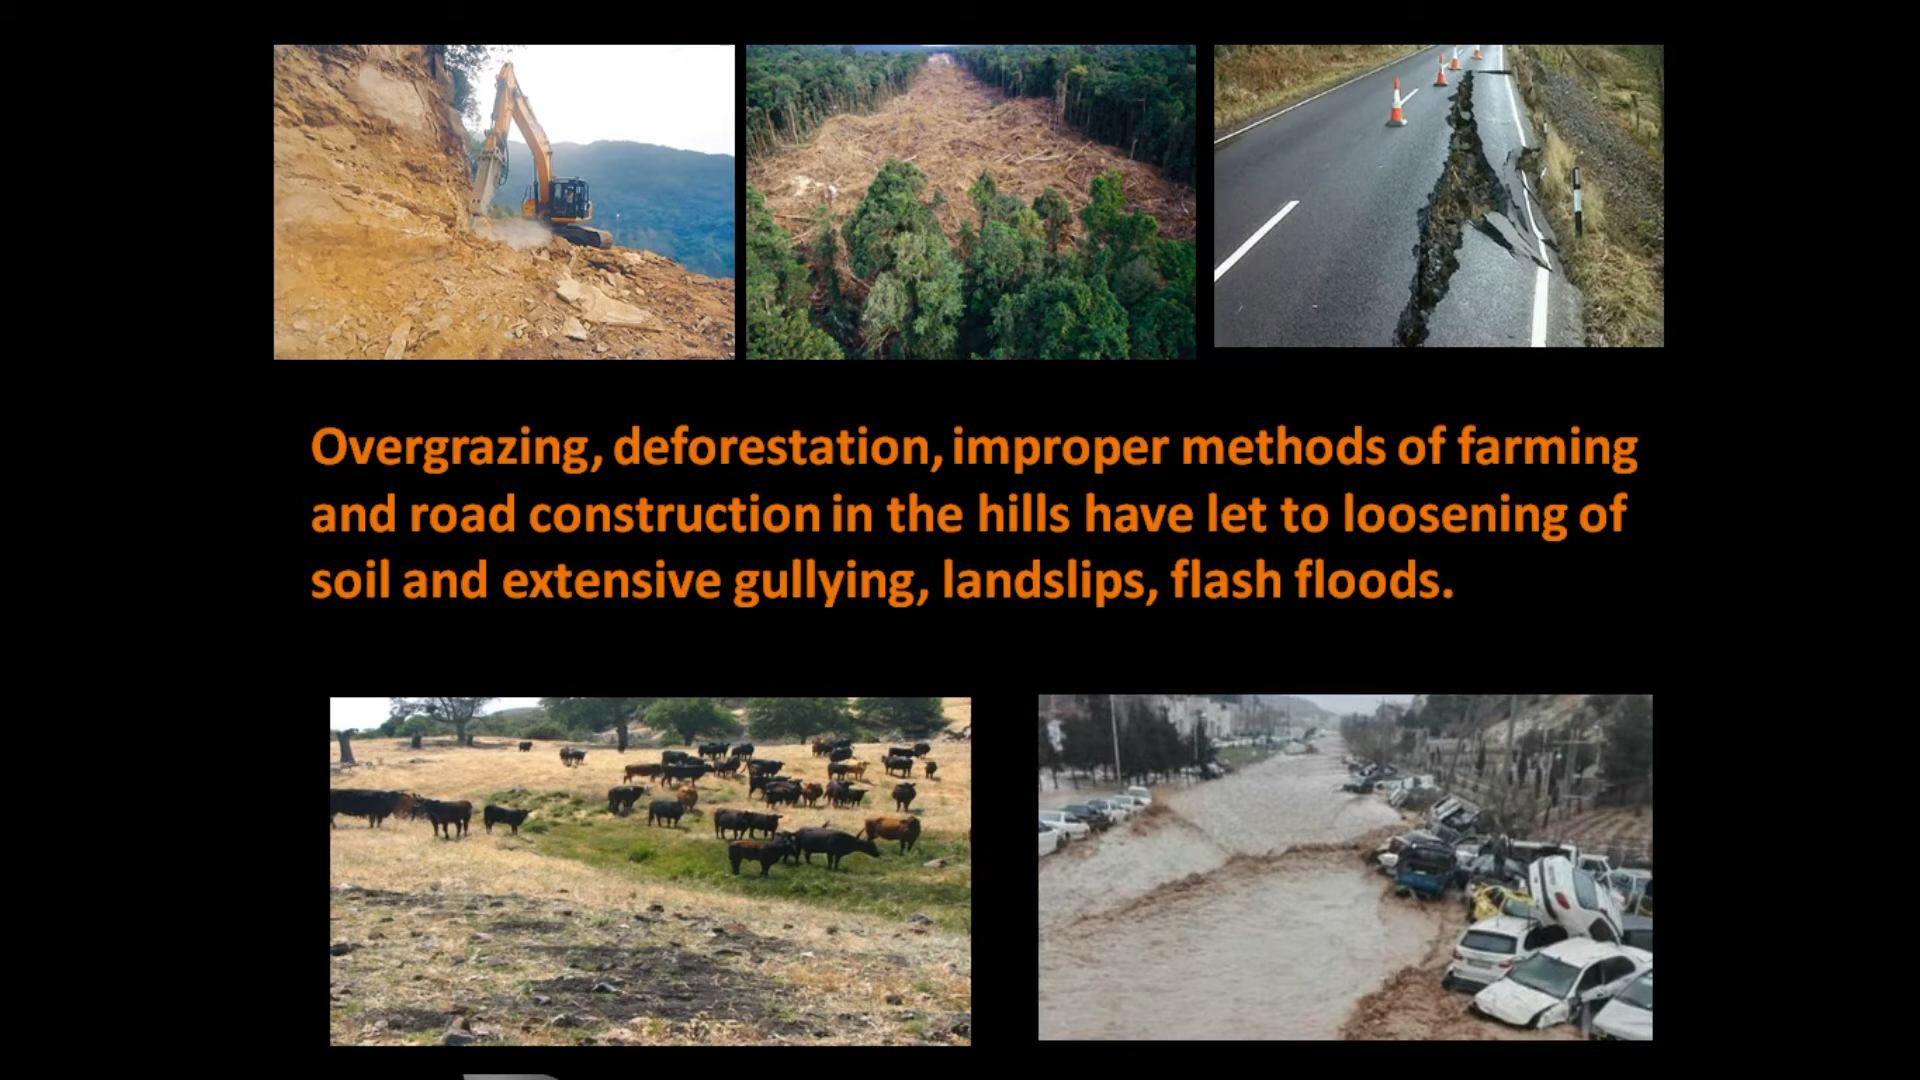 Overgrazing, deforestation, improper methods of farming
and road construction in the hills have let to loosening of
soil and extensive gullying, landslips, flash floods.